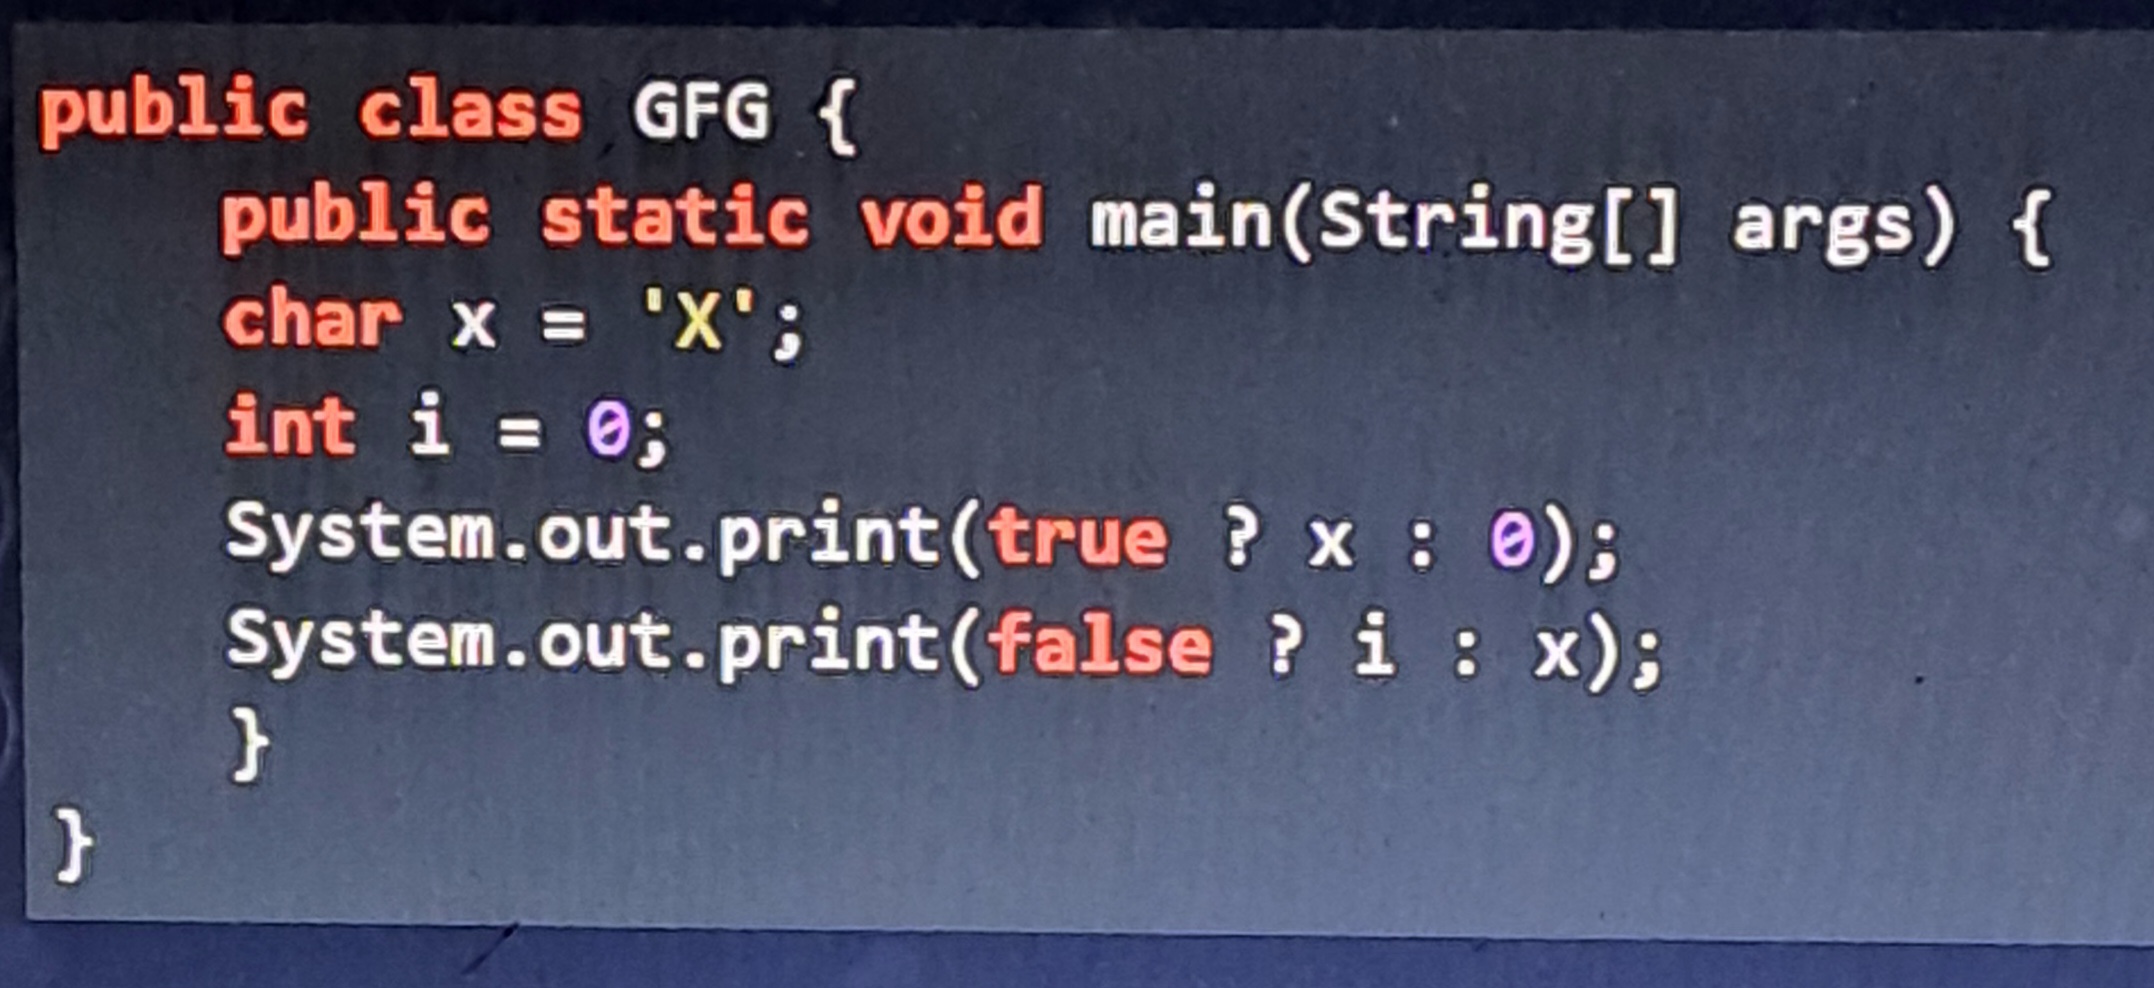 public class GFG {
    public static void main(String[] args) {
    char x = 'X';
    int i = 0;
    System.out.print(true ? x : 0);
    System.out.print(false ? i : x);
    }
}